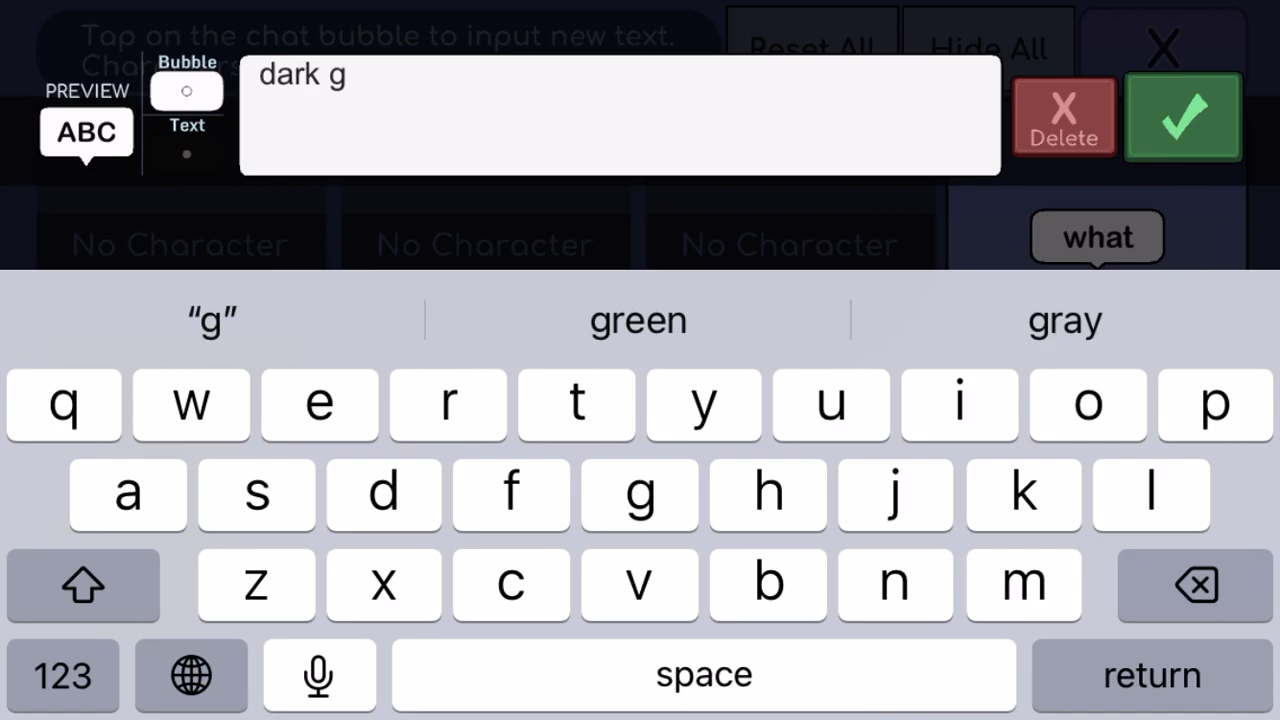 Tap on the chat bubble to input new text.
Reset All
Hide All
X
Bubble
PREVIEW
ABC
Text
dark g
X
Delete
No Character
No Character
No Character
what
“g”
green
gray
q w e r t y u i o p
a s d f g h j k l
z x c v b n m
123
space
return